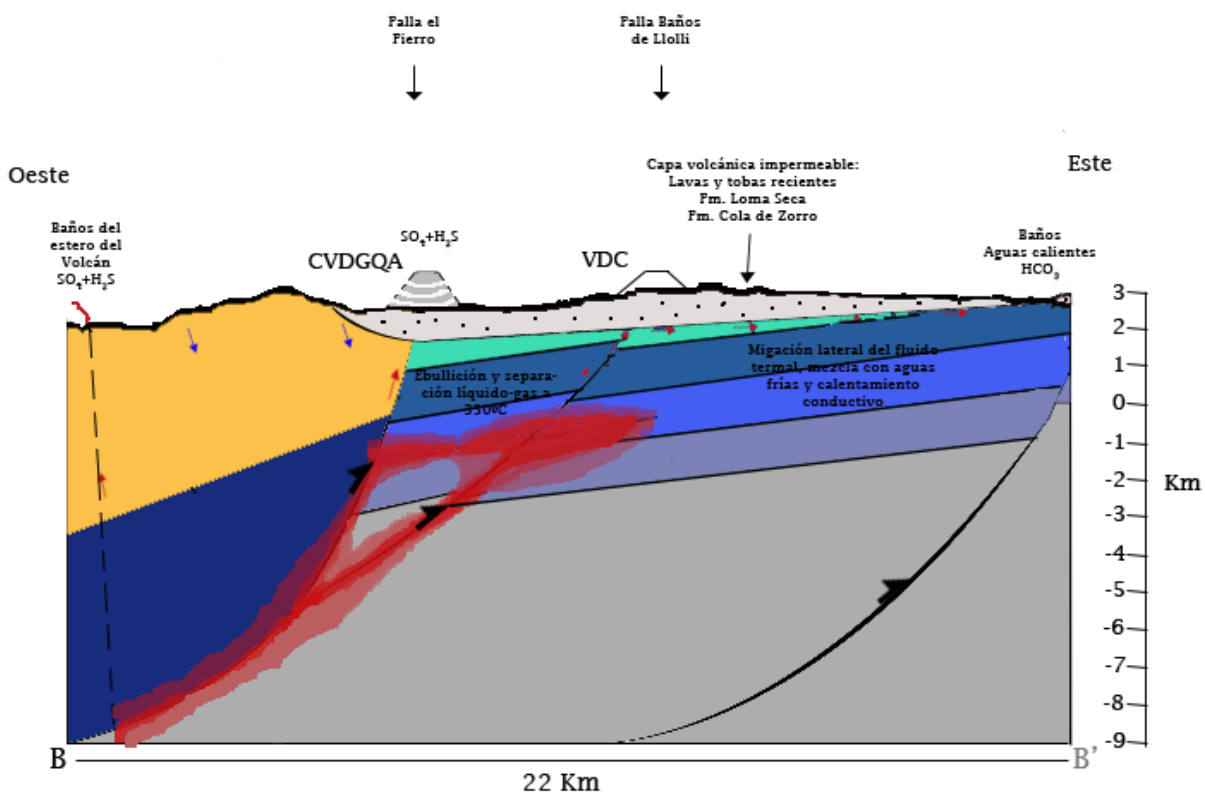 Falla el
Fierro
Falla Baños
de Llolli
Oeste
Este
Capa volcánica impermeable:
Lavas y tobas recientes
Fm. Loma Seca
Fm. Cola de Zorro
Baños del
estero del
Volcán
SO₄+H₂S
CVDGQA
SO₄+H₂S
VDC
Baños
Aguas calientes
HCO₃
Ebullición y separa-
ción líquido-gas a
350ºC
Migación lateral del fluido
termal, mezcla con aguas
frías y calentamiento
conductivo
3
2
1
0
-1
-2
-3
-4
-5
-6
-7
-8
-9
Km
B
B'
22 Km